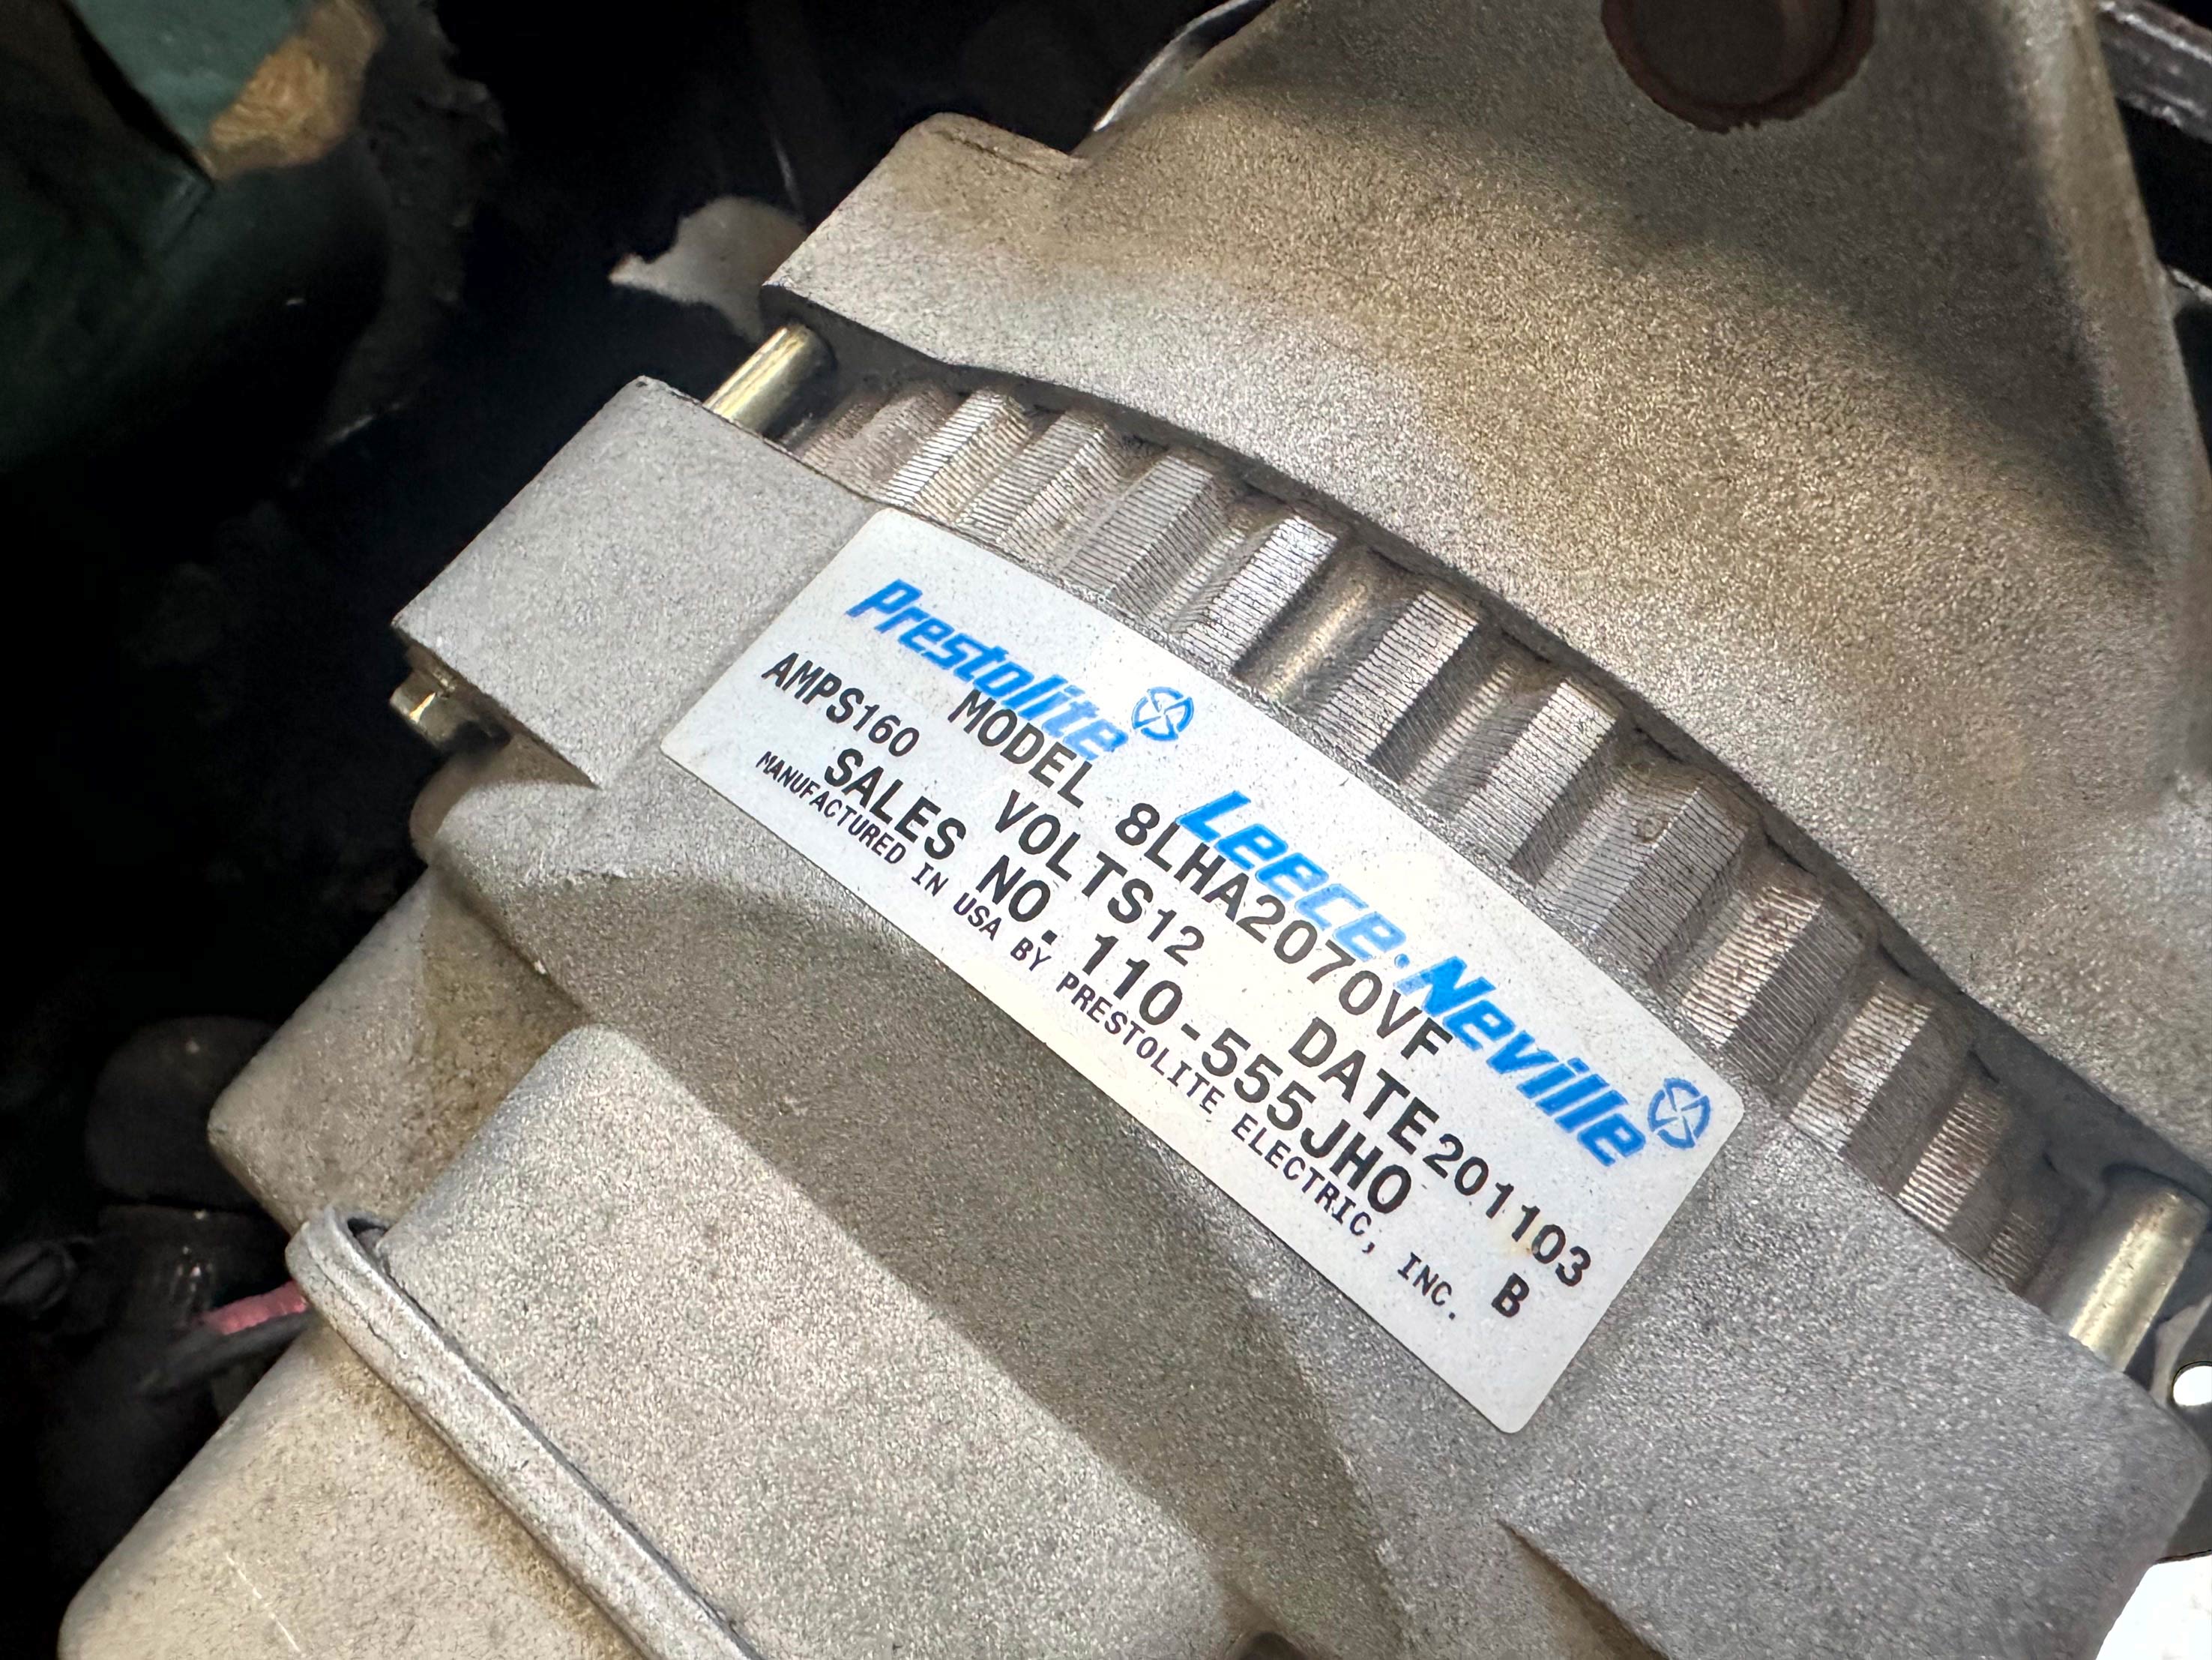 Prestolite Leece·Neville
MODEL 8LHA2070VF
AMPS160 VOLTS12 DATE201103
SALES NO. 110-555JHO B
MANUFACTURED IN USA BY PRESTOLITE ELECTRIC, INC.